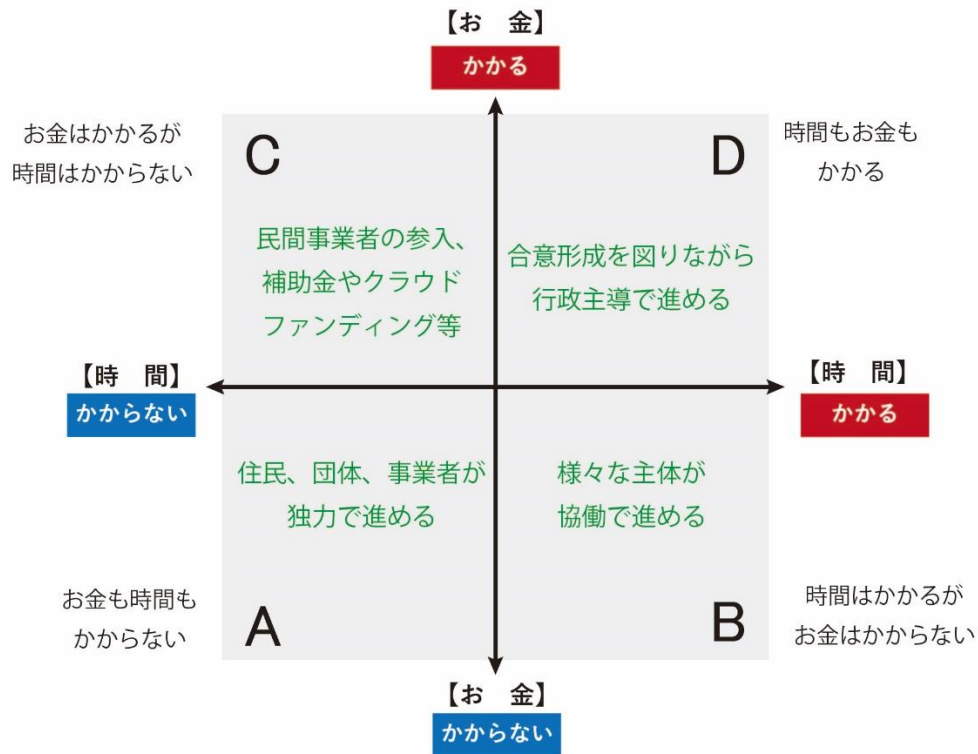 【お　金】
かかる
お金はかかるが
時間はかからない
C
D
時間もお金も
かかる
民間事業者の参入、
補助金やクラウド
ファンディング等
合意形成を図りながら
行政主導で進める
【時　間】
かからない
【時　間】
かかる
住民、団体、事業者が
独力で進める
様々な主体が
協働で進める
お金も時間も
かからない
A
B
時間はかかるが
お金はかからない
【お　金】
かからない